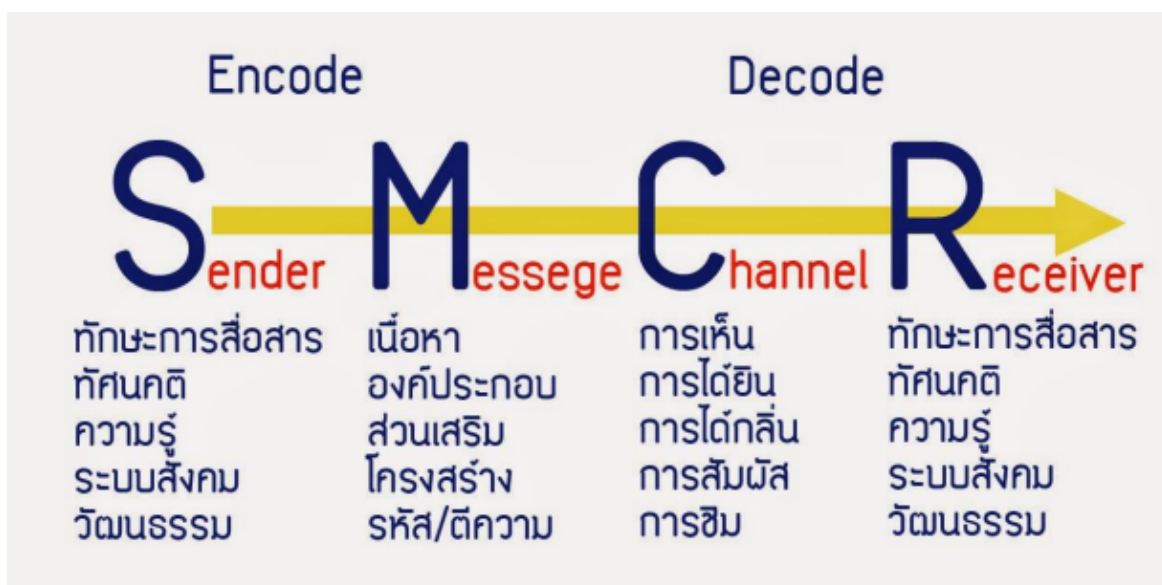 Encode Decode
Sender Messege Channel Receiver
ทักษะการสื่อสาร เนื้อหา การเห็น ทักษะการสื่อสาร
ทัศนคติ องค์ประกอบ การได้ยิน ทัศนคติ
ความรู้ ส่วนเสริม การได้กลิ่น ความรู้
ระบบสังคม โครงสร้าง การสัมผัส ระบบสังคม
วัฒนธรรม รหัส/ตีความ การชิม วัฒนธรรม